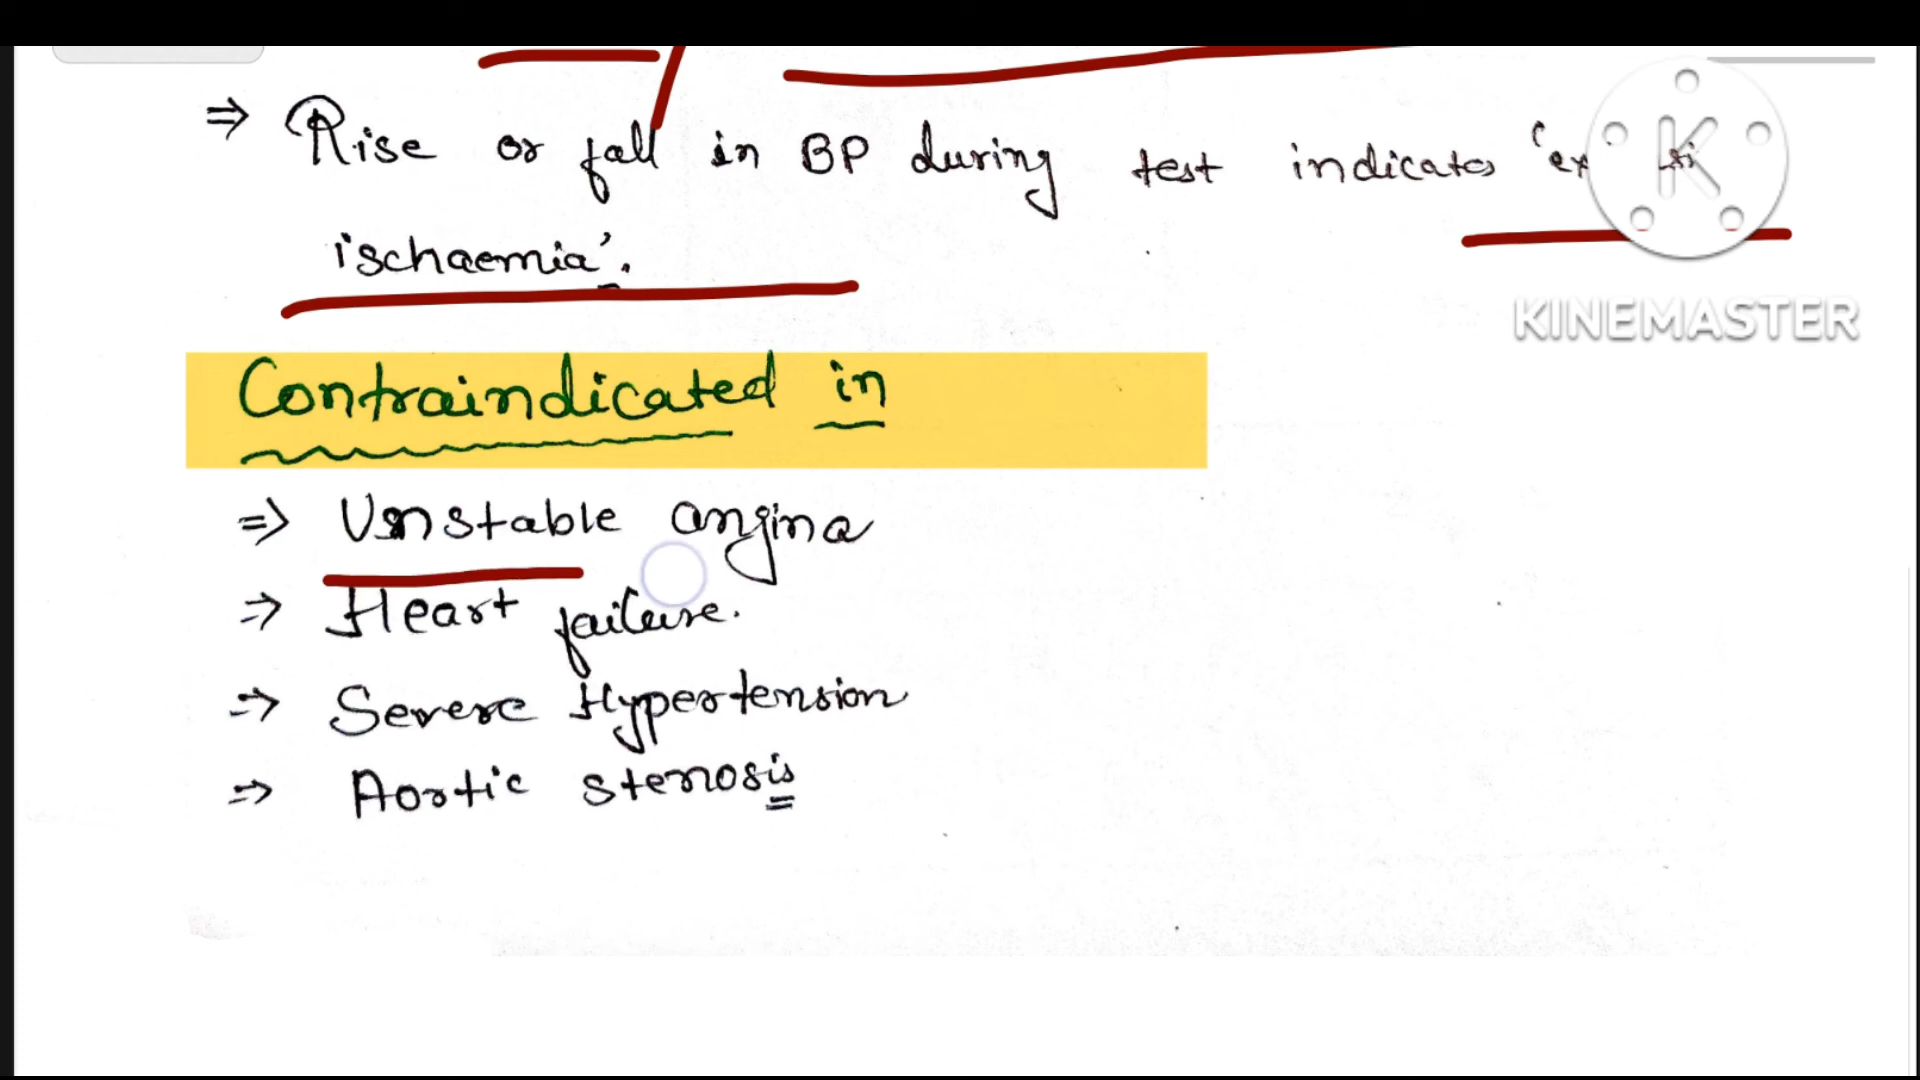 ⇒ Rise or fall in BP during test indicates
ischaemia'.
KINEMASTER
Contraindicated in
⇒ Unstable angina
⇒ Heart failure.
⇒ Severe Hypertension
⇒ Aortic stenosis